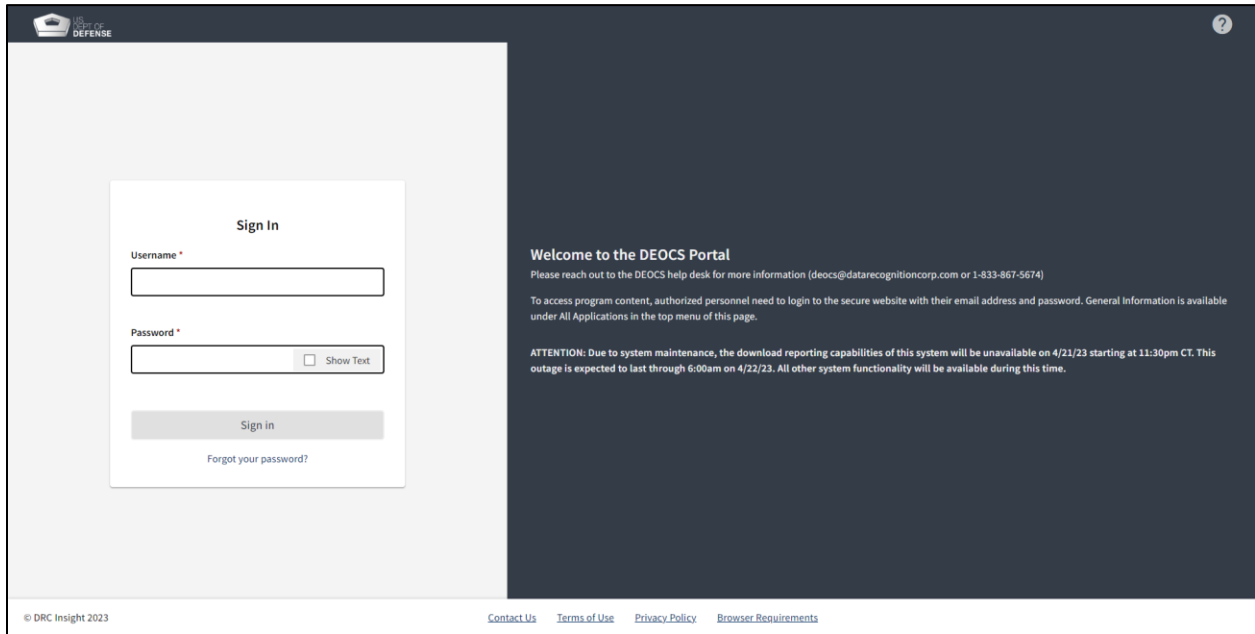 U.S.
DEPT OF
DEFENSE
?
Sign In
Username *
Password *
Show Text
Sign in
Forgot your password?
Welcome to the DEOCS Portal
Please reach out to the DEOCS help desk for more information (deocs@datarecognitioncorp.com or 1-833-867-5674)
To access program content, authorized personnel need to login to the secure website with their email address and password. General Information is available
under All Applications in the top menu of this page.
ATTENTION: Due to system maintenance, the download reporting capabilities of this system will be unavailable on 4/21/23 starting at 11:30pm CT. This
outage is expected to last through 6:00am on 4/22/23. All other system functionality will be available during this time.
© DRC Insight 2023
Contact Us Terms of Use Privacy Policy Browser Requirements